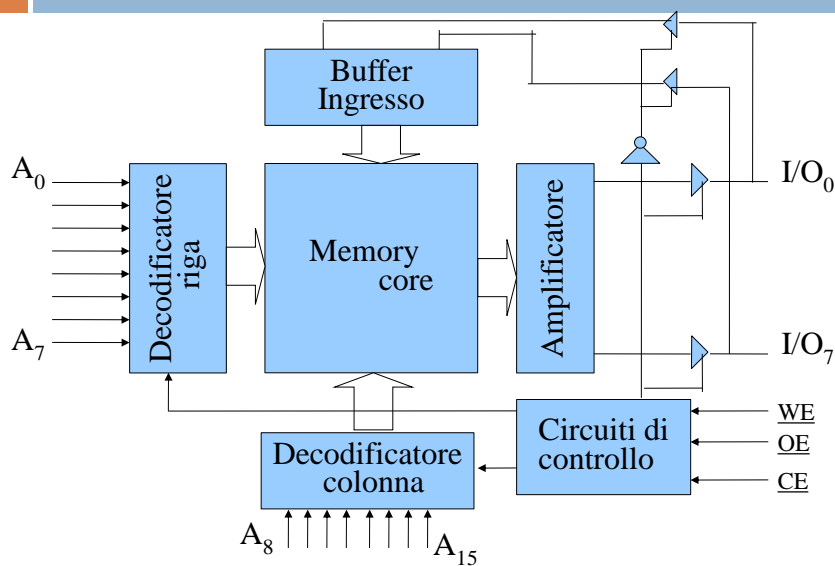 Buffer
Ingresso
A0
A7
Decodificatore
riga
Memory
core
Amplificatore
I/O0
I/O7
Circuiti di
controllo
WE
OE
CE
Decodificatore
colonna
A8
A15